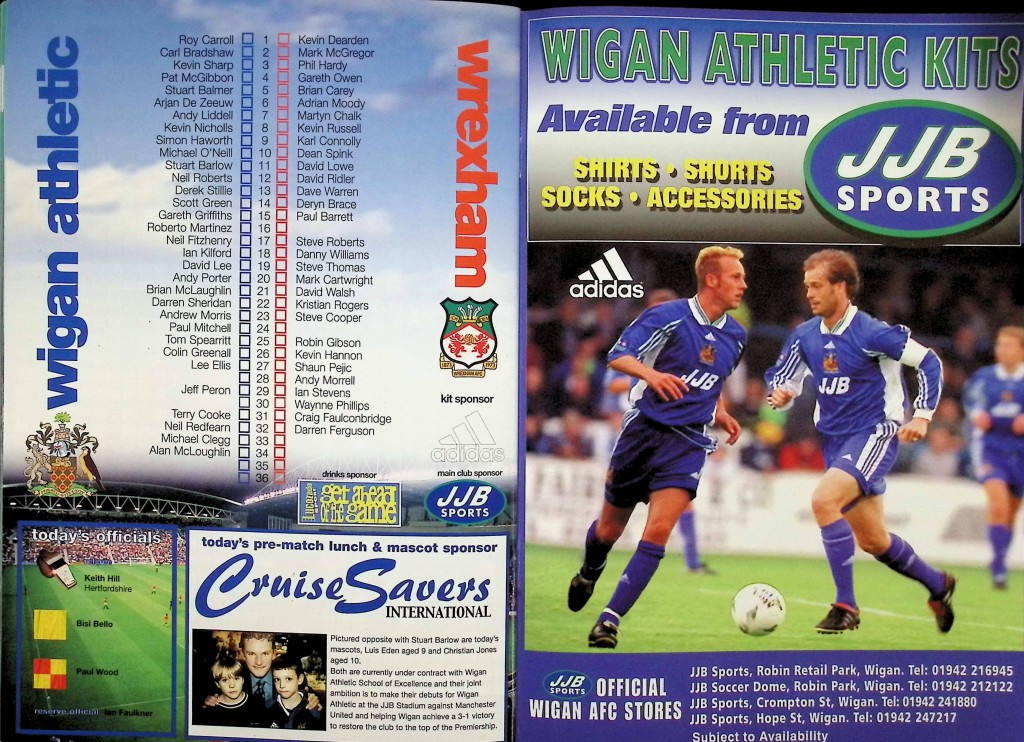 wigan athletic
Roy Carroll 1 Kevin Dearden
Carl Bradshaw 2 Mark McGregor
Kevin Sharp 3 Phil Hardy
Pat McGibbon 4 Gareth Owen
Stuart Balmer 5 Brian Carey
Arjan De Zeeuw 6 Adrian Moody
Andy Liddell 7 Martyn Chalk
Kevin Nicholls 8 Kevin Russell
Simon Haworth 9 Karl Connolly
Michael O'Neill 10 Dean Spink
Stuart Barlow 11 David Lowe
Neil Roberts 12 David Ridler
Derek Stillie 13 Dave Warren
Scott Green 14 Deryn Brace
Gareth Griffiths 15 Paul Barrett
Roberto Martinez 16
Neil Fitzhenry 17 Steve Roberts
Ian Kilford 18 Danny Williams
David Lee 19 Steve Thomas
Andy Porter 20 Mark Cartwright
Brian McLaughlin 21 David Walsh
Darren Sheridan 22 Kristian Rogers
Andrew Morris 23 Steve Cooper
Paul Mitchell 24
Tom Spearritt 25 Robin Gibson
Colin Greenall 26 Kevin Hannon
Lee Ellis 27 Shaun Pejic
28 Andy Morrell
Jeff Peron 29 Ian Stevens
30 Waynne Phillips
Terry Cooke 31 Craig Faulconbridge
Neil Redfearn 32 Darren Ferguson
Michael Clegg 33
Alan McLoughlin 34
35
36
wrexham
WREXHAM AFC
kit sponsor
adidas
drinks sponsor
Lucozade
get ahead
of the game
main club sponsor
JJB
SPORTS
today's officials
Keith Hill
Hertfordshire
Bisi Bello
Paul Wood
reserve official Ian Faulkner
today's pre-match lunch & mascot sponsor
CruiseSavers
INTERNATIONAL
Pictured opposite with Stuart Barlow are today's
mascots, Luis Eden aged 9 and Christian Jones
aged 10.
Both are currently under contract with Wigan
Athletic School of Excellence and their joint
ambition is to make their debuts for Wigan
Athletic at the JJB Stadium against Manchester
United and helping Wigan achieve a 3-1 victory
to restore the club to the top of the Premiership.
WIGAN ATHLETIC KITS
Available from
SHIRTS • SHORTS
SOCKS • ACCESSORIES
JJB
SPORTS
adidas
JJB
JJB
JJB
SPORTS
OFFICIAL
WIGAN AFC STORES
JJB Sports, Robin Retail Park, Wigan. Tel: 01942 216945
JJB Soccer Dome, Robin Park, Wigan. Tel: 01942 212122
JJB Sports, Crompton St, Wigan. Tel: 01942 241880
JJB Sports, Hope St, Wigan. Tel: 01942 247217
Subject to Availability